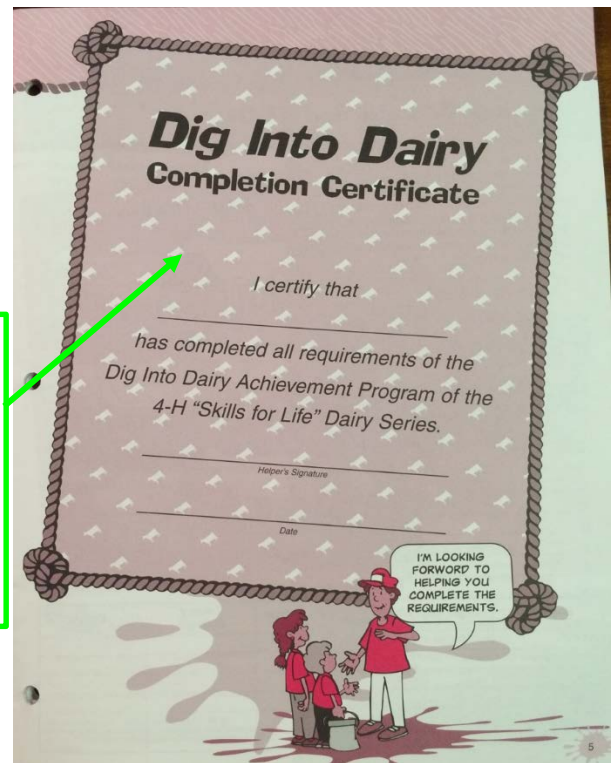 Dig Into Dairy
Completion Certificate
I certify that
has completed all requirements of the
Dig Into Dairy Achievement Program of the
4-H "Skills for Life" Dairy Series.
Helper's Signature
Date
I'M LOOKING
FORWORD TO
HELPING YOU
COMPLETE THE
REQUIREMENTS.
5